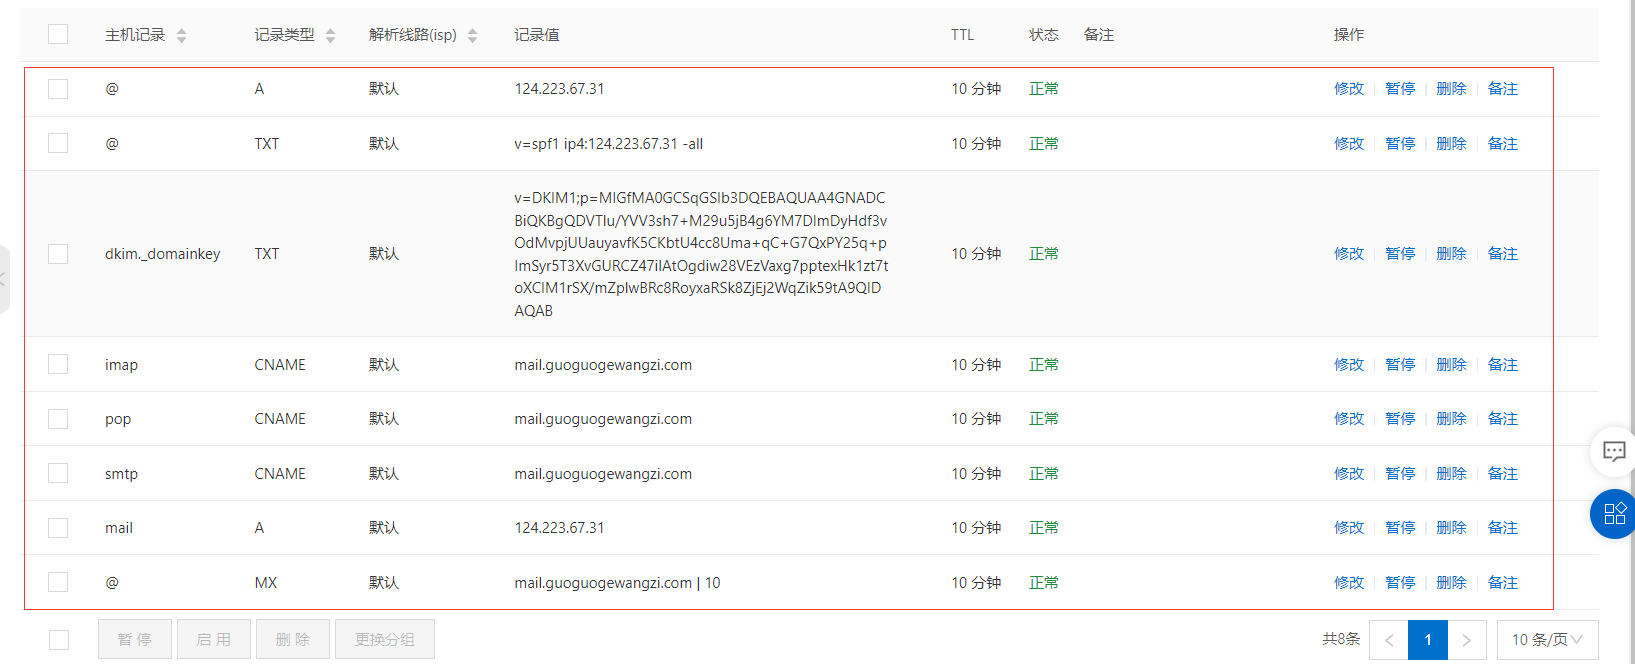 主机记录 记录类型 解析线路(isp) 记录值 TTL 状态 备注 操作
@ A 默认 124.223.67.31 10 分钟 正常 修改 暂停 删除 备注
@ TXT 默认 v=spf1 ip4:124.223.67.31 -all 10 分钟 正常 修改 暂停 删除 备注
v=DKIM1;p=MIGfMA0GCSqGSIb3DQEBAQUAA4GNADC
BiQKBgQDVTIu/YVV3sh7+M29u5jB4g6YM7DImDyHdf3v
OdMvpjUUauyavfK5CKbtU4cc8Uma+qC+G7QxPY25q+p
dkim._domainkey TXT 默认 10 分钟 正常 修改 暂停 删除 备注
ImSyr5T3XvGURCZ47iIAtOgdiw28VEzVaxg7pptexHk1zt7t
oXCIM1rSX/mZpIwBRc8RoyxaRSk8ZjEj2WqZik59tA9QID
AQAB
imap CNAME 默认 mail.guoguogewangzi.com 10 分钟 正常 修改 暂停 删除 备注
pop CNAME 默认 mail.guoguogewangzi.com 10 分钟 正常 修改 暂停 删除 备注
smtp CNAME 默认 mail.guoguogewangzi.com 10 分钟 正常 修改 暂停 删除 备注
mail A 默认 124.223.67.31 10 分钟 正常 修改 暂停 删除 备注
@ MX 默认 mail.guoguogewangzi.com | 10 10 分钟 正常 修改 暂停 删除 备注
暂 停 启 用 删 除 更换分组 共8条 < 1 > 10 条/页